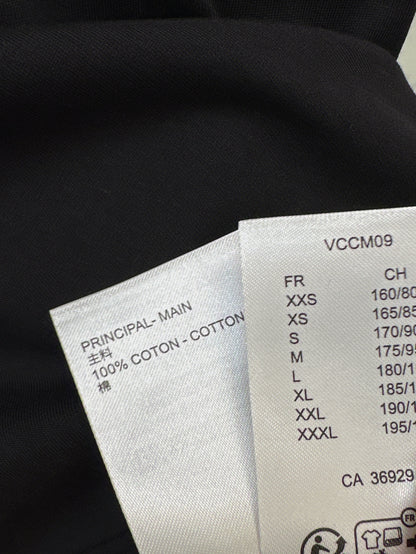 PRINCIPAL- MAIN
主料
100% COTON - COTTON
棉
VCCM09
FR CH
XXS 160/80
XS 165/85
S 170/90
M 175/95
L 180/1
XL 185/1
XXL 190/1
XXXL 195/1
CA 36929
FR